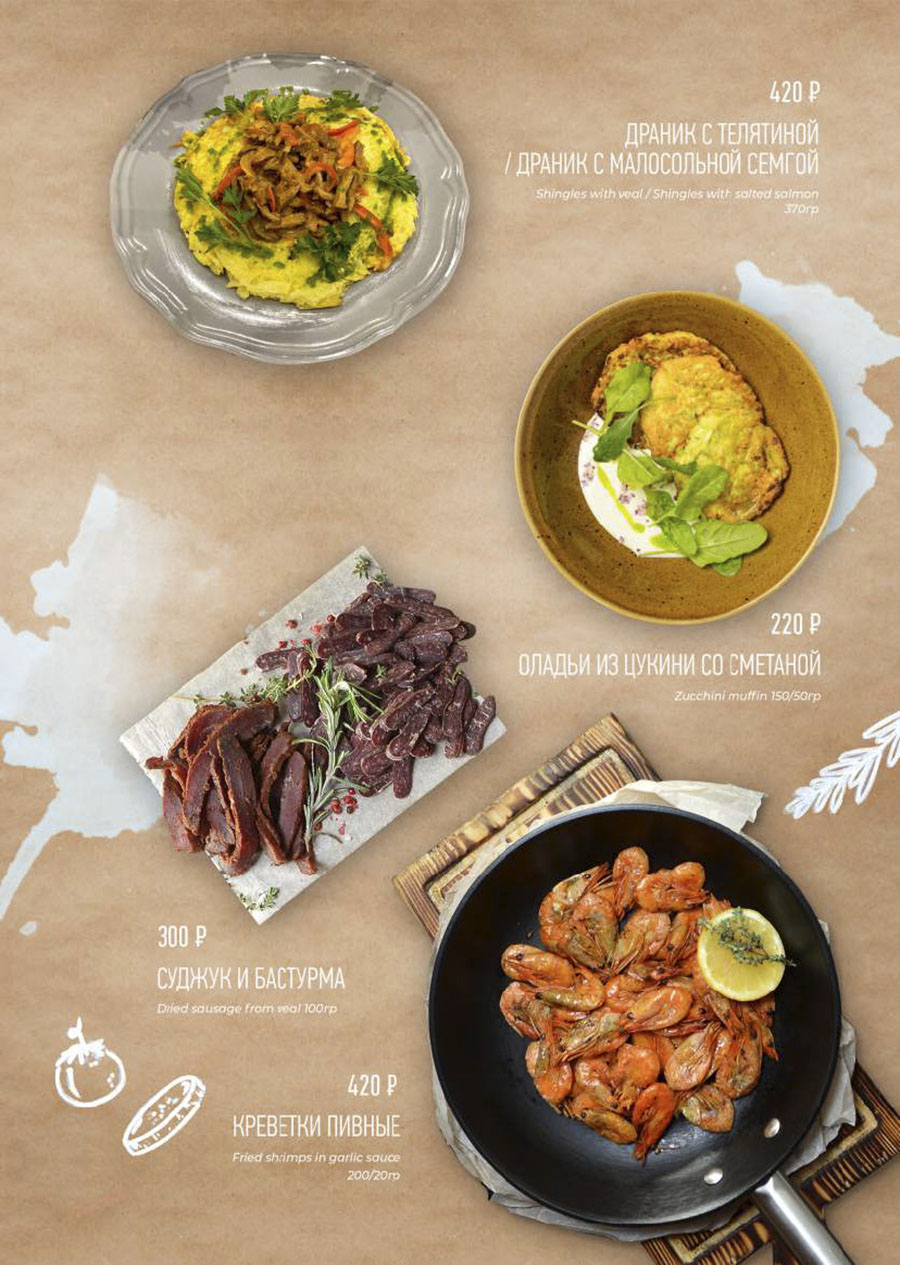 420 ₽
ДРАНИК С ТЕЛЯТИНОЙ
/ ДРАНИК С МАЛОСОЛЬНОЙ СЕМГОЙ
Shingles with veal / Shingles with salted salmon
370гр
220 ₽
ОЛАДЬИ ИЗ ЦУКИНИ СО СМЕТАНОЙ
Zucchini muffin 150/50гр
300 ₽
СУДЖУК И БАСТУРМА
Dried sausage from veal 100гр
420 ₽
КРЕВЕТКИ ПИВНЫЕ
Fried shrimps in garlic sauce
200/20гр